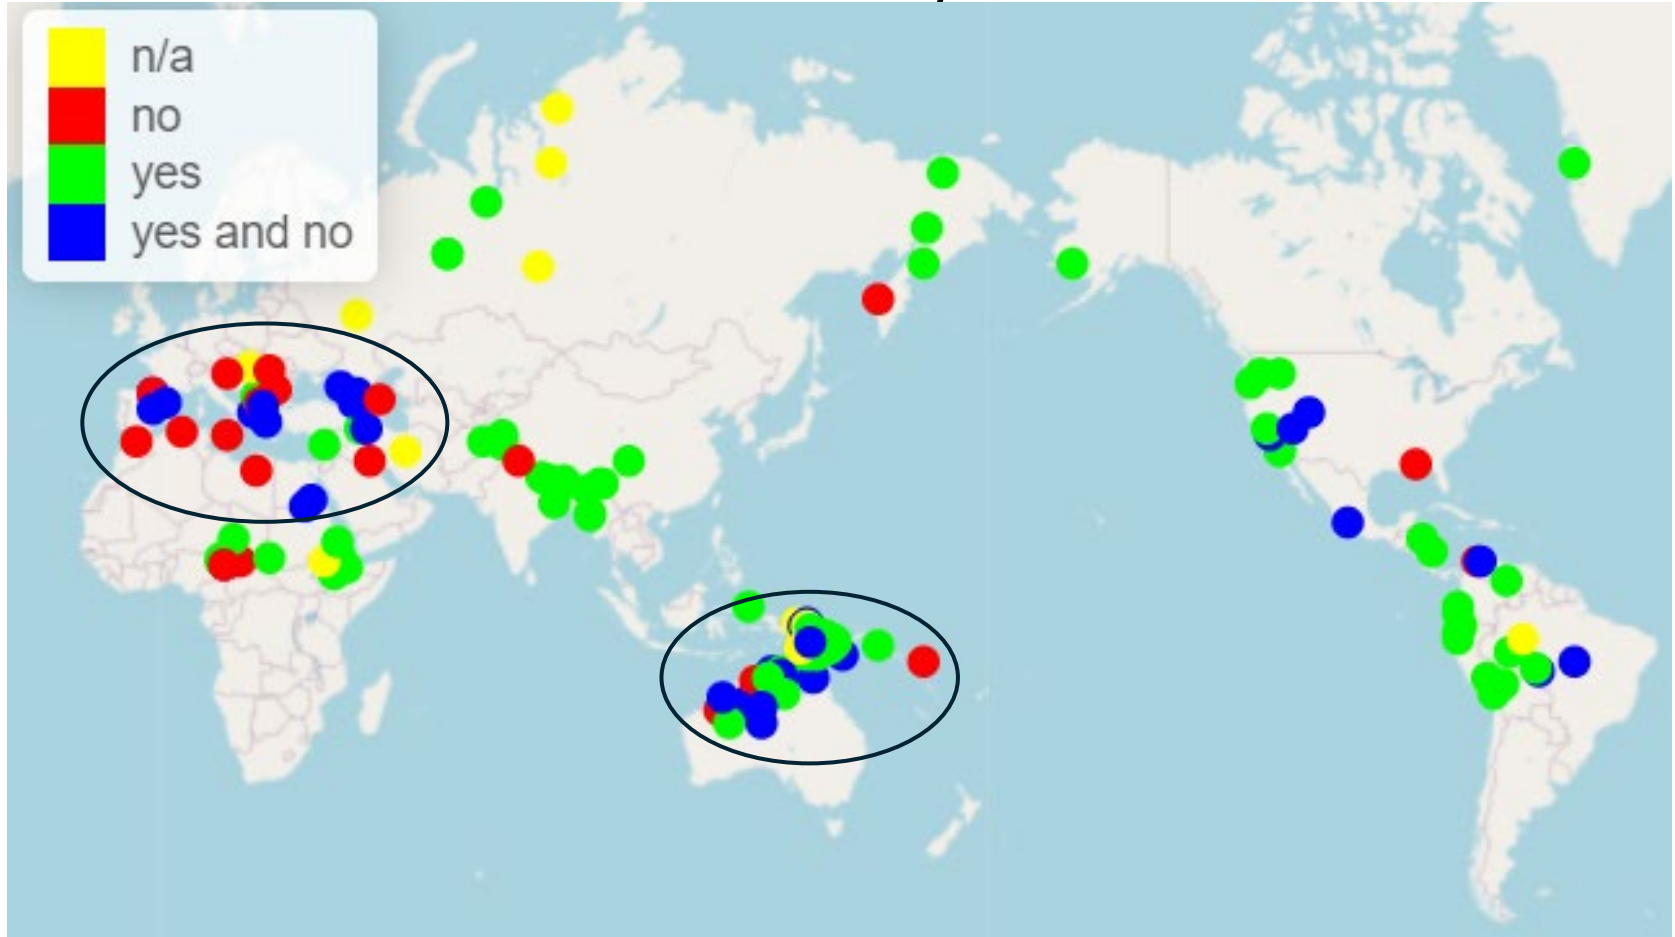 n/a
no
yes
yes and no